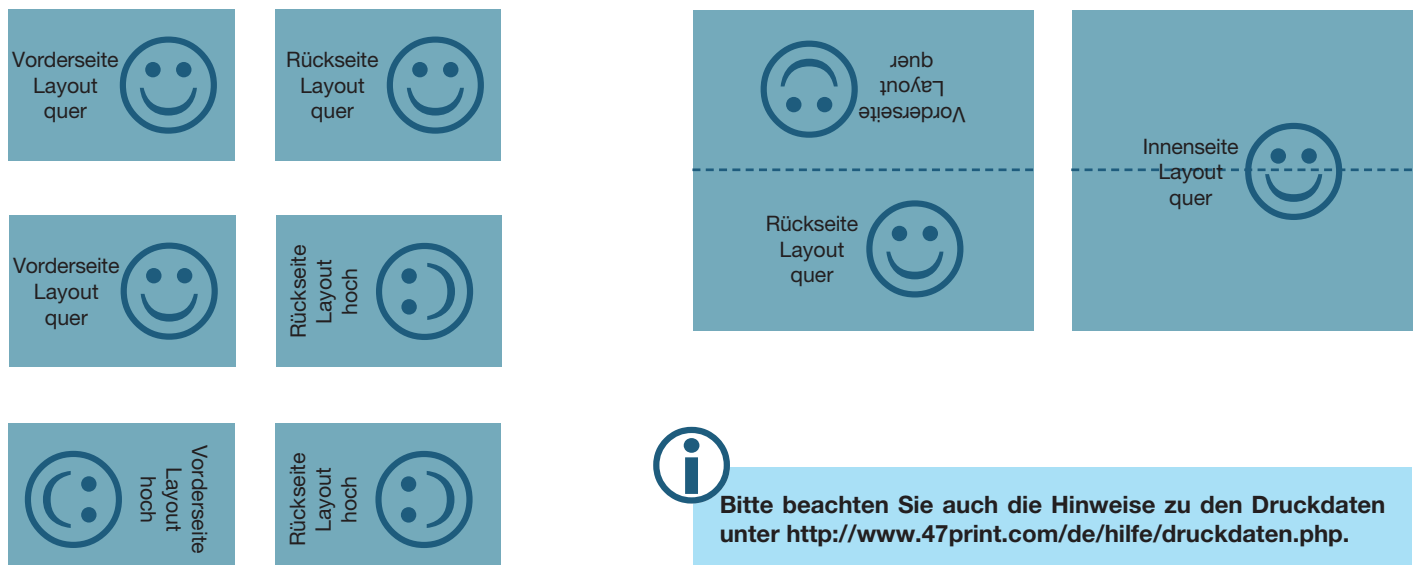 Vorderseite
Layout
quer
Rückseite
Layout
quer
Vorderseite
Layout
quer
Rückseite
Layout
hoch
Vorderseite
Layout
hoch
Rückseite
Layout
hoch
Vorderseite
Layout
quer
Rückseite
Layout
quer
Innenseite
Layout
quer
i
Bitte beachten Sie auch die Hinweise zu den Druckdaten
unter http://www.47print.com/de/hilfe/druckdaten.php.